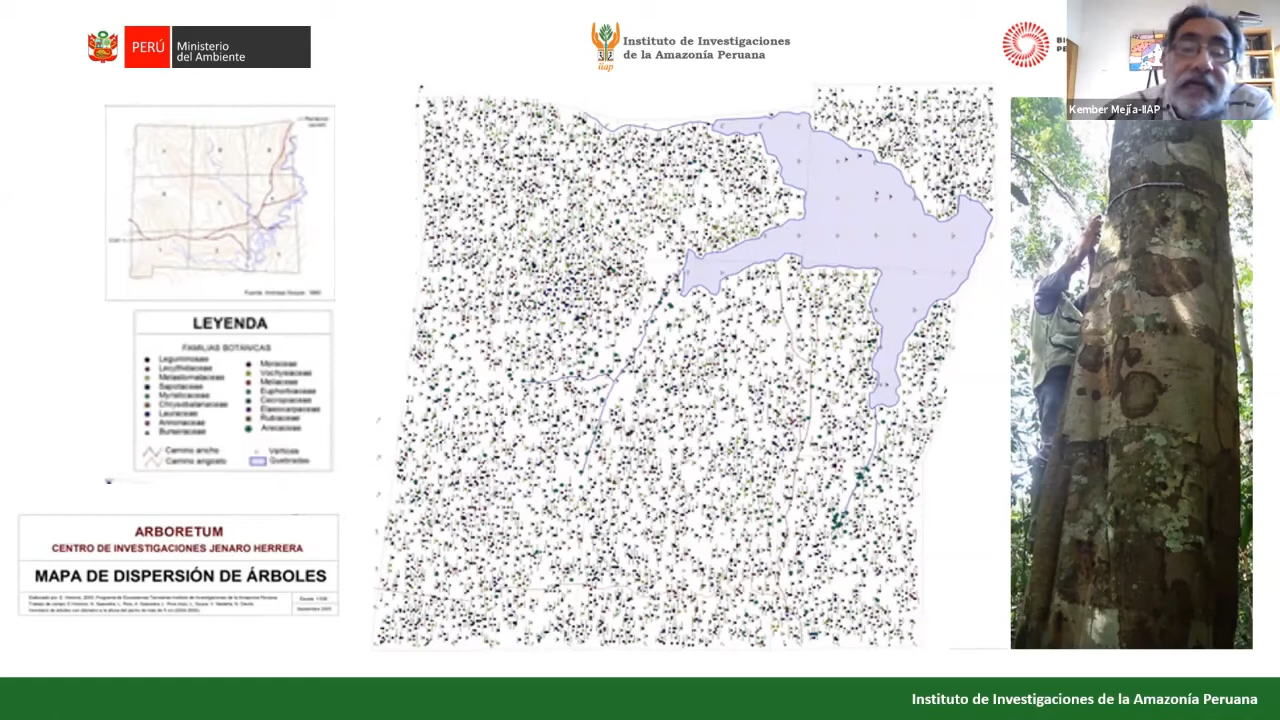 PERÚ
Ministerio
del Ambiente
Instituto de Investigaciones
de la Amazonía Peruana
iiap
Kember Mejía-IIAP
LEYENDA
FAMILIAS BOTANICAS
Leguminosae
Lecythidaceae
Melastomataceae
Sapotaceae
Myristicaceae
Chrysobalanaceae
Lauraceae
Annonaceae
Burseraceae
Moraceae
Vochysiaceae
Meliaceae
Euphorbiaceae
Cecropiaceae
Elaeocarpaceae
Rubiaceae
Arecaceae
Camino ancho
Camino angosto
Vértices
Quebradas
ARBORETUM
CENTRO DE INVESTIGACIONES JENARO HERRERA
MAPA DE DISPERSIÓN DE ÁRBOLES
Instituto de Investigaciones de la Amazonía Peruana